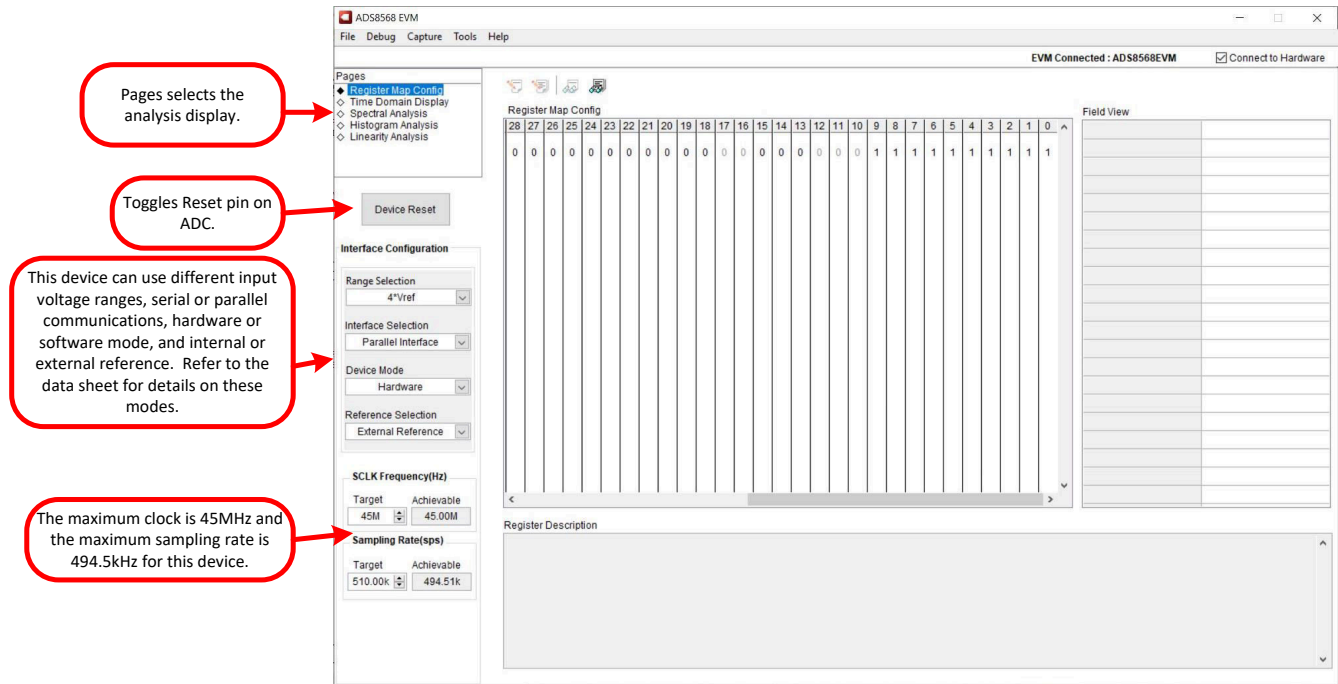 ADS8568 EVM
File Debug Capture Tools Help
EVM Connected : ADS8568EVM
Connect to Hardware
Pages selects the
analysis display.
Toggles Reset pin on
ADC.
This device can use different input
voltage ranges, serial or parallel
communications, hardware or
software mode, and internal or
external reference. Refer to the
data sheet for details on these
modes.
The maximum clock is 45MHz and
the maximum sampling rate is
494.5kHz for this device.
Pages
Register Map Config
Time Domain Display
Spectral Analysis
Histogram Analysis
Linearity Analysis
Device Reset
Interface Configuration
Range Selection
4*Vref
Interface Selection
Parallel Interface
Device Mode
Hardware
Reference Selection
External Reference
SCLK Frequency(Hz)
Target Achievable
45M 45.00M
Sampling Rate(sps)
Target Achievable
510.00k 494.51k
Register Map Config
28 27 26 25 24 23 22 21 20 19 18 17 16 15 14 13 12 11 10 9 8 7 6 5 4 3 2 1 0
0 0 0 0 0 0 0 0 0 0 0 0 0 0 0 0 0 0 0 1 1 1 1 1 1 1 1 1 1
Field View
Register Description